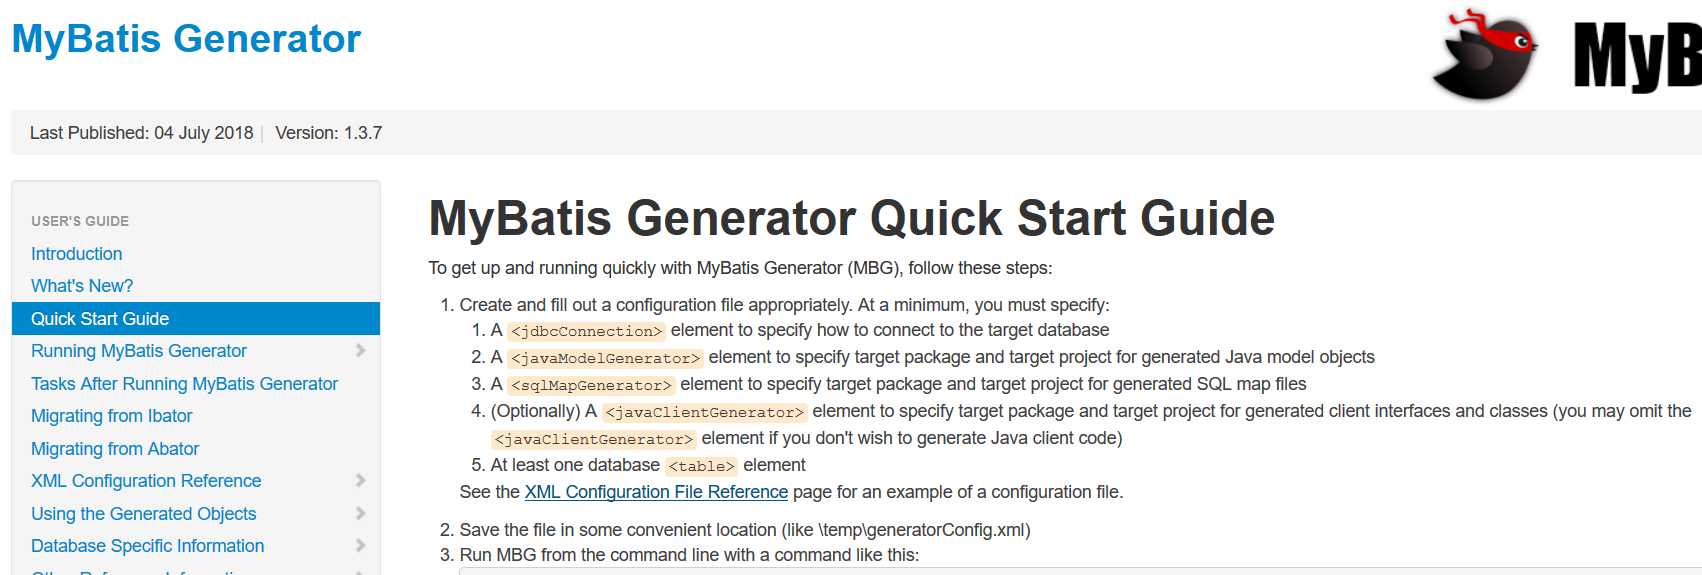 MyBatis Generator
MyB
Last Published: 04 July 2018 | Version: 1.3.7
USER'S GUIDE
Introduction
What's New?
Quick Start Guide
Running MyBatis Generator
Tasks After Running MyBatis Generator
Migrating from Ibator
Migrating from Abator
XML Configuration Reference
Using the Generated Objects
Database Specific Information
MyBatis Generator Quick Start Guide
To get up and running quickly with MyBatis Generator (MBG), follow these steps:
1. Create and fill out a configuration file appropriately. At a minimum, you must specify:
1. A <jdbcConnection> element to specify how to connect to the target database
2. A <javaModelGenerator> element to specify target package and target project for generated Java model objects
3. A <sqlMapGenerator> element to specify target package and target project for generated SQL map files
4. (Optionally) A <javaClientGenerator> element to specify target package and target project for generated client interfaces and classes (you may omit the
<javaClientGenerator> element if you don't wish to generate Java client code)
5. At least one database <table> element
See the XML Configuration File Reference page for an example of a configuration file.
2. Save the file in some convenient location (like \temp\generatorConfig.xml)
3. Run MBG from the command line with a command like this: